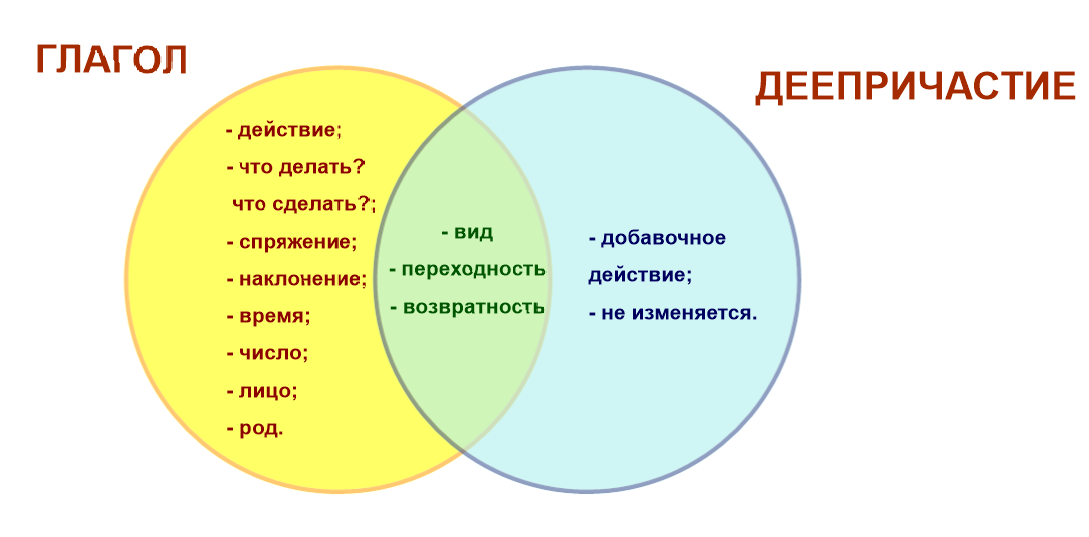 ГЛАГОЛ
ДЕЕПРИЧАСТИЕ
- действие;
- что делать?
что сделать?;
- спряжение;
- наклонение;
- время;
- число;
- лицо;
- род.
- вид
- переходность
- возвратность
- добавочное
действие;
- не изменяется.